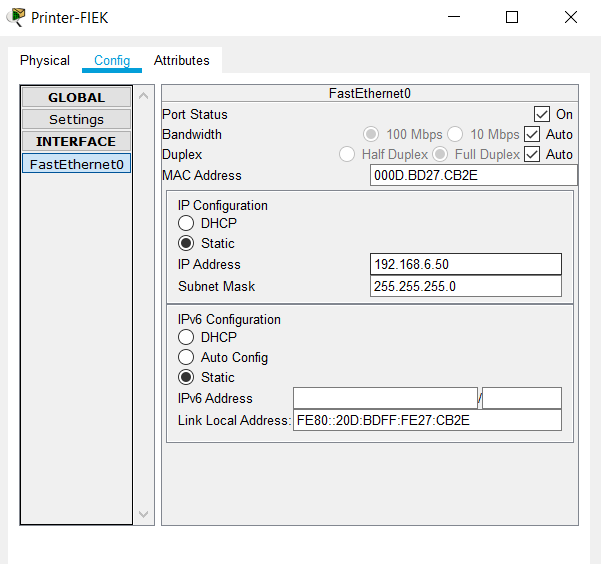 Printer-FIEK
Physical Config Attributes
GLOBAL
Settings
INTERFACE
FastEthernet0
FastEthernet0
Port Status On
Bandwidth 100 Mbps 10 Mbps Auto
Duplex Half Duplex Full Duplex Auto
MAC Address 000D.BD27.CB2E
IP Configuration
DHCP
Static
IP Address 192.168.6.50
Subnet Mask 255.255.255.0
IPv6 Configuration
DHCP
Auto Config
Static
IPv6 Address /
Link Local Address: FE80::20D:BDFF:FE27:CB2E